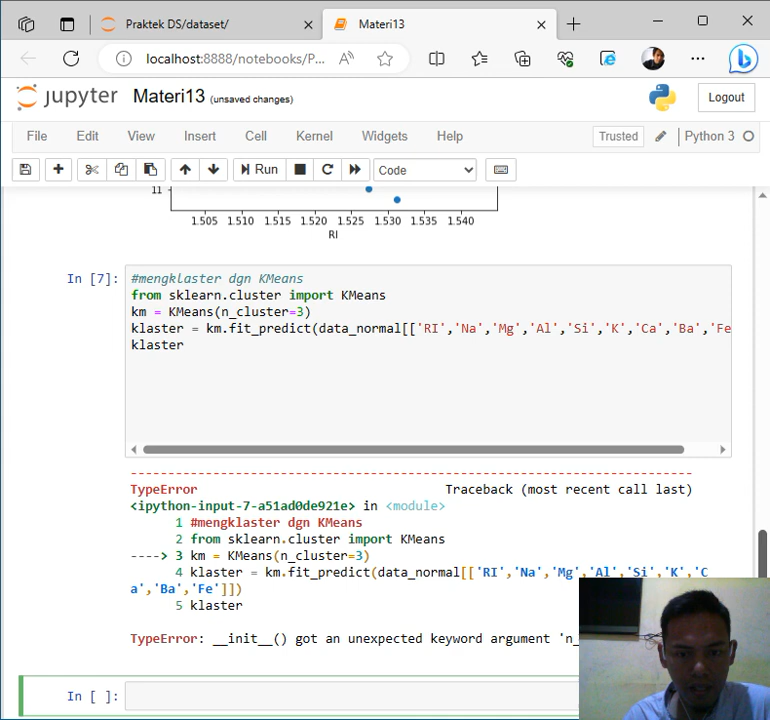 Praktek DS/dataset/
Materi13
localhost:8888/notebooks/P...
jupyter Materi13 (unsaved changes)
Logout
File Edit View Insert Cell Kernel Widgets Help
Trusted Python 3
Run Code
11
1.505 1.510 1.515 1.520 1.525 1.530 1.535 1.540
RI
In [7]: #mengklaster dgn KMeans
from sklearn.cluster import KMeans
km = KMeans(n_cluster=3)
klaster = km.fit_predict(data_normal[['RI','Na','Mg','Al','Si','K','Ca','Ba','Fe
klaster
---------------------------------------------------------------------------
TypeError Traceback (most recent call last)
<ipython-input-7-a51ad0de921e> in <module>
1 #mengklaster dgn KMeans
2 from sklearn.cluster import KMeans
----> 3 km = KMeans(n_cluster=3)
4 klaster = km.fit_predict(data_normal[['RI','Na','Mg','Al','Si','K','C
a','Ba','Fe']])
5 klaster
TypeError: __init__() got an unexpected keyword argument 'n_
In [ ]: